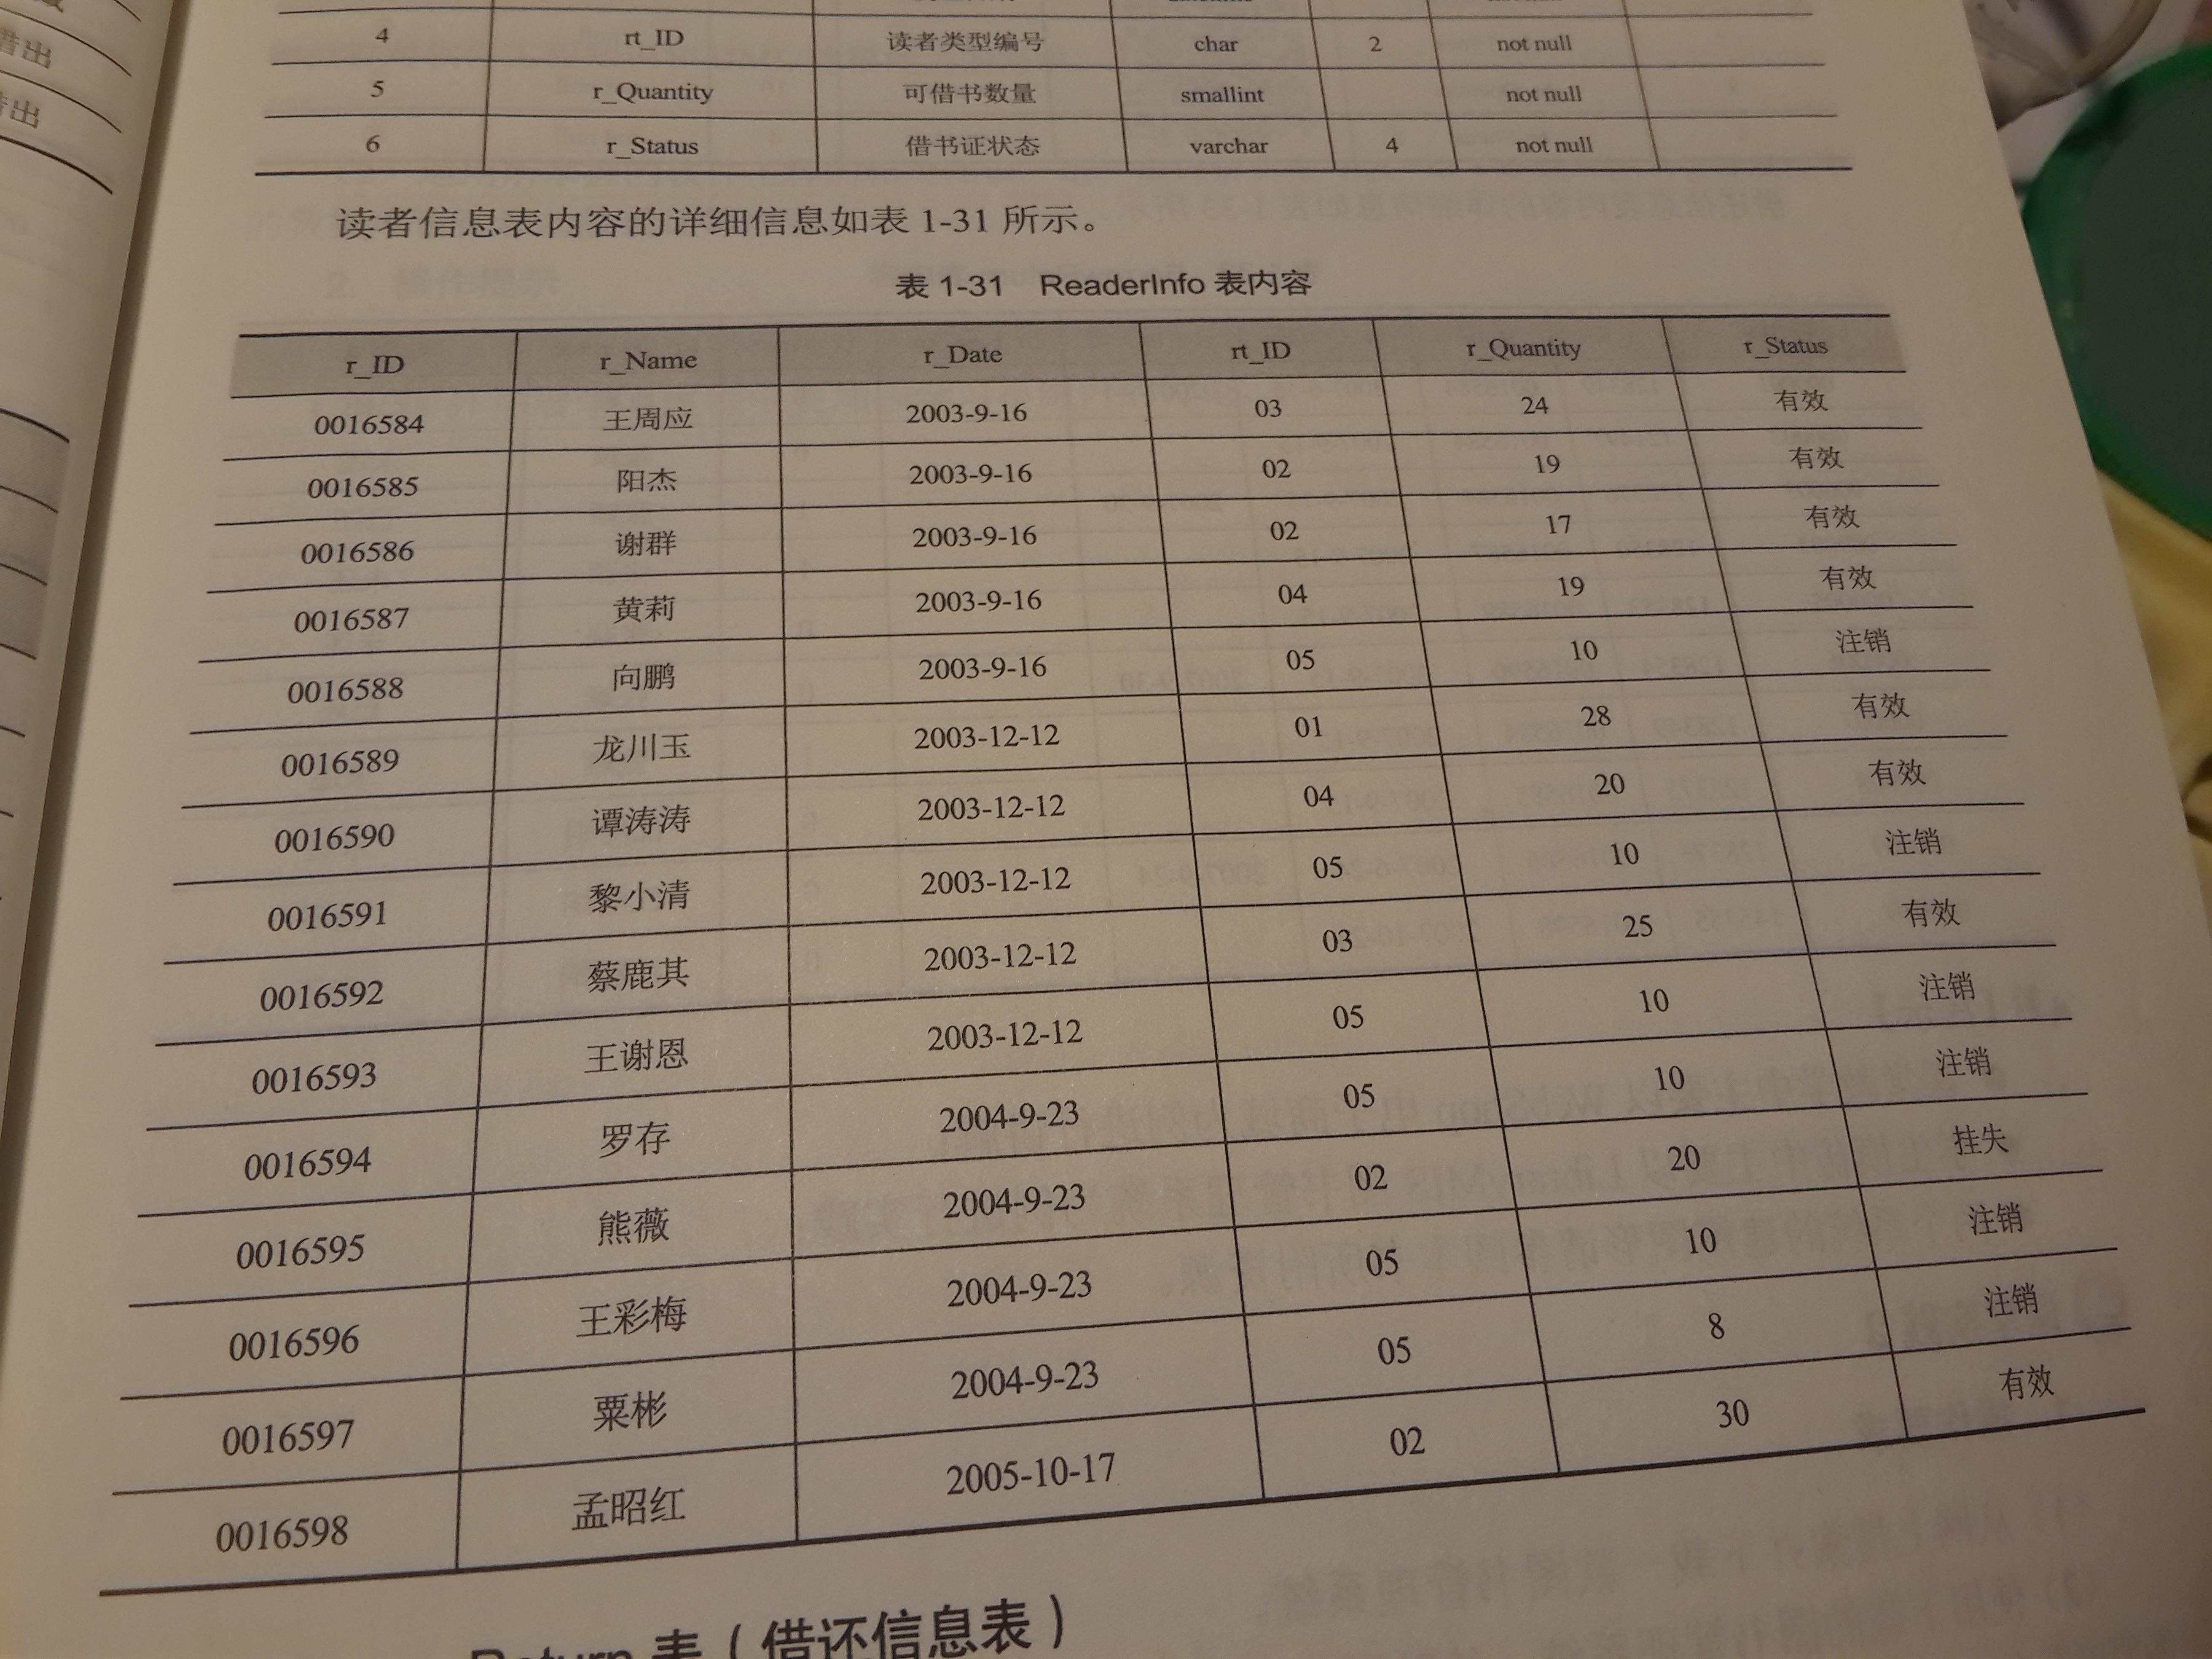 借出
出
4 rt_ID 读者类型编号 char 2 not null
5 r_Quantity 可借书数量 smallint not null
6 r_Status 借书证状态 varchar 4 not null
读者信息表内容的详细信息如表 1-31 所示。
表 1-31 ReaderInfo 表内容
r_ID r_Name r_Date rt_ID r_Quantity r_Status
0016584 王周应 2003-9-16 03 24 有效
0016585 阳杰 2003-9-16 02 19 有效
0016586 谢群 2003-9-16 02 17 有效
0016587 黄莉 2003-9-16 04 19 有效
0016588 向鹏 2003-9-16 05 10 注销
0016589 龙川玉 2003-12-12 01 28 有效
0016590 谭涛涛 2003-12-12 04 20 有效
0016591 黎小清 2003-12-12 05 10 注销
0016592 蔡鹿其 2003-12-12 03 25 有效
0016593 王谢恩 2003-12-12 05 10 注销
0016594 罗存 2004-9-23 05 10 注销
0016595 熊薇 2004-9-23 02 20 挂失
0016596 王彩梅 2004-9-23 05 10 注销
0016597 粟彬 2004-9-23 05 8 注销
0016598 孟昭红 2005-10-17 02 30 有效
Return 表（借还信息表）